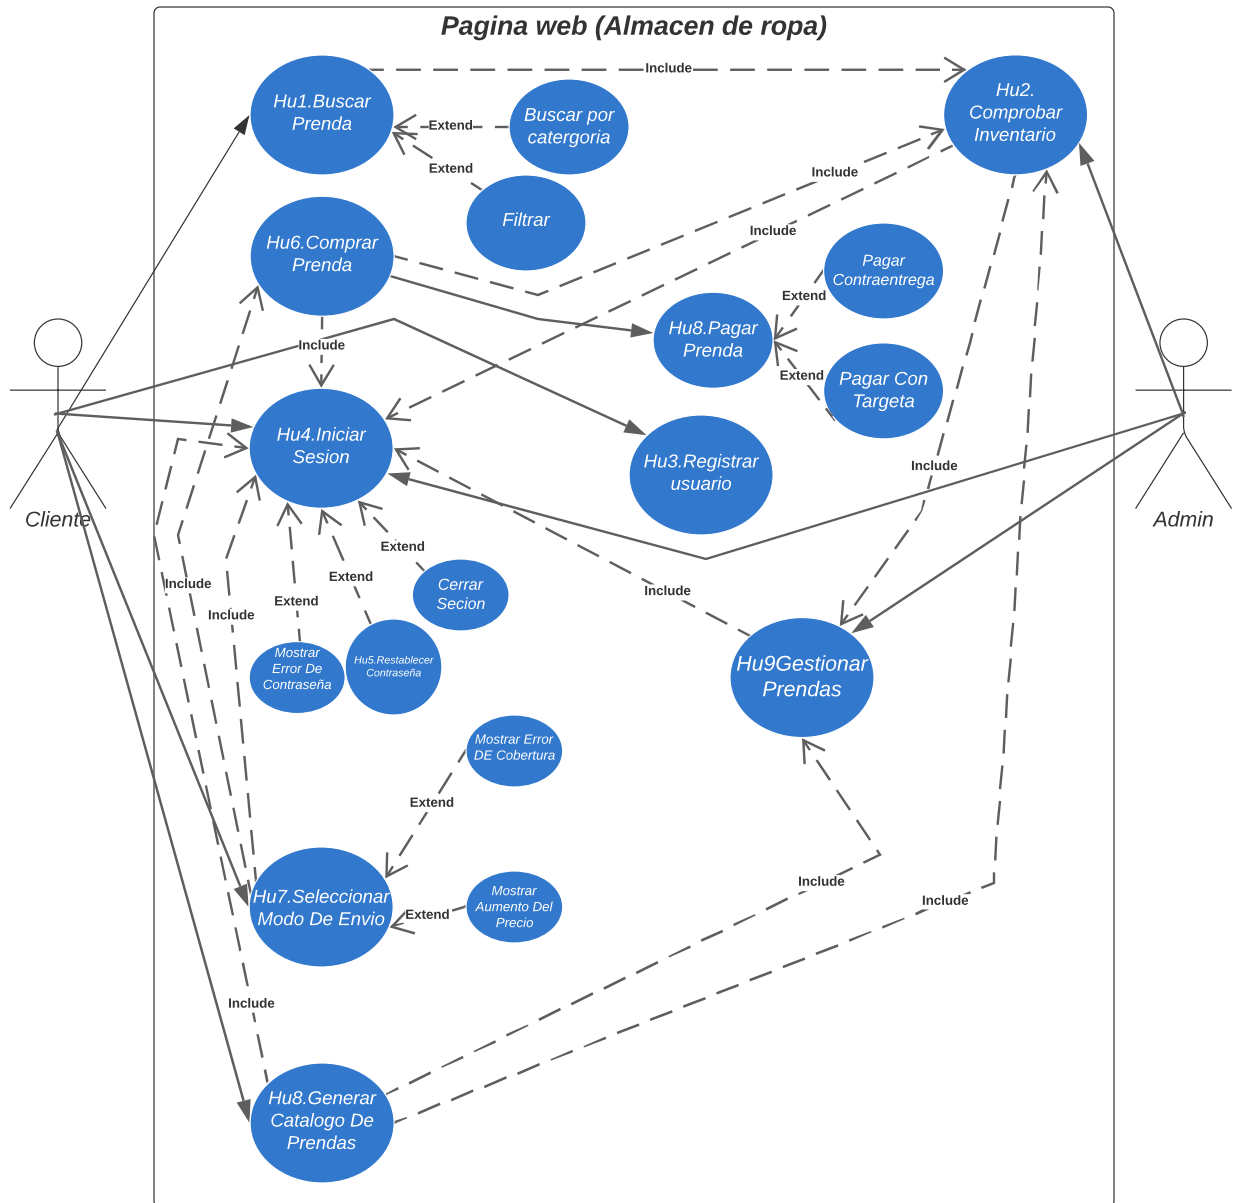 Pagina web (Almacen de ropa)
Include
Hu1.Buscar
Prenda
Hu2.
Comprobar
Inventario
Extend
Buscar por
catergoria
Extend
Filtrar
Include
Include
Hu6.Comprar
Prenda
Pagar
Contraentrega
Extend
Hu8.Pagar
Prenda
Include
Extend
Pagar Con
Targeta
Hu4.Iniciar
Sesion
Hu3.Registrar
usuario
Include
Cliente
Admin
Extend
Extend
Cerrar
Secion
Include
Include
Extend
Include
Mostrar
Error De
Contraseña
Hu5.Restablecer
Contraseña
Hu9Gestionar
Prendas
Mostrar Error
DE Cobertura
Extend
Hu7.Seleccionar
Modo De Envio
Extend
Mostrar
Aumento Del
Precio
Include
Include
Include
Hu8.Generar
Catalogo De
Prendas